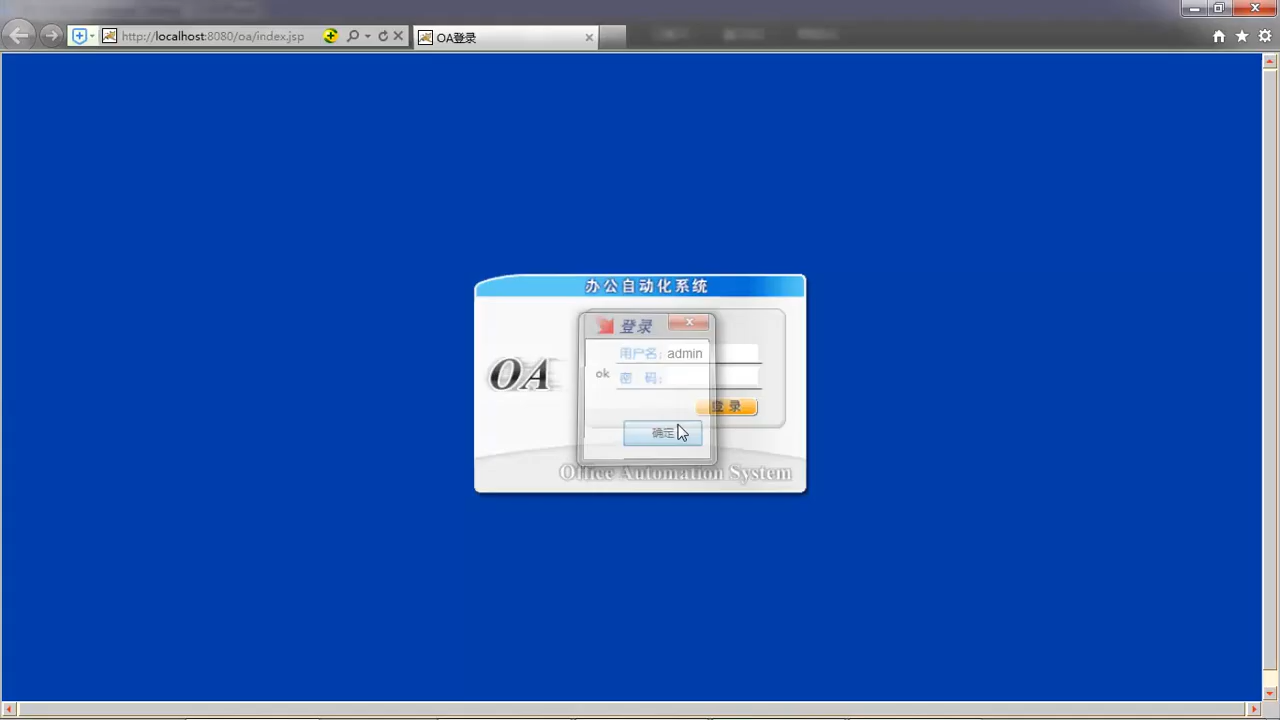 http://localhost:8080/oa/index.jsp
OA登录
办公自动化系统
登录
用户名: admin
ok
密 码:
登 录
确定
OA
Office Automation System